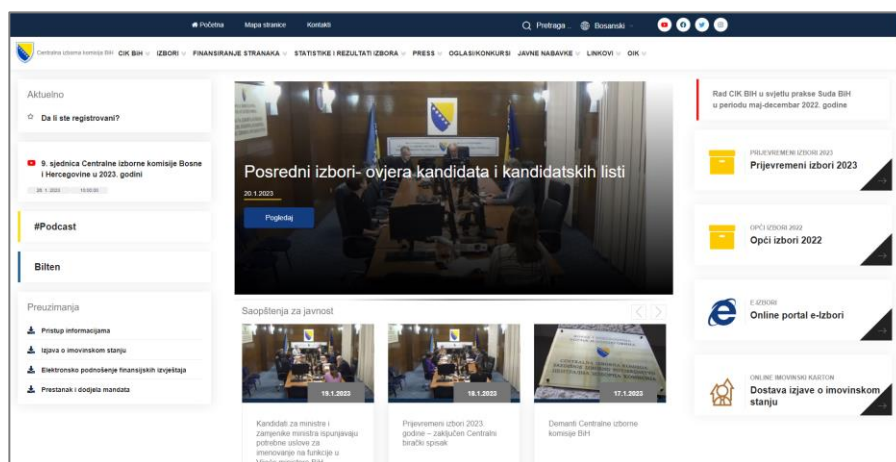 Početna Mapa stranice Kontakti Pretraga .. Bosanski
Centralna izborna komisija BiH CIK BiH IZBORI FINANSIRANJE STRANAKA STATISTIKE I REZULTATI IZBORA PRESS OGLASI/KONKURSI JAVNE NABAVKE LINKOVI OIK
Aktuelno
Da li ste registrovani?
9. sjednica Centralne izborne komisije Bosne
i Hercegovine u 2023. godini
#Podcast
Bilten
Preuzimanja
Pristup informacijama
Izjava o imovinskom stanju
Elektronsko podnošenje finansijskih izvještaja
Prestanak i dodjela mandata
Posredni izbori- ovjera kandidata i kandidatskih listi
20.1.2023
Pogledaj
Saopštenja za javnost
19.1.2023
Kandidati za ministre i
zamjenike ministra ispunjavaju
potrebne uslove za
imenovanje na funkcije u
Vijeće ministara BiH
18.1.2023
Prijevremeni izbori 2023.
godine – zaključen Centralni
birački spisak
17.1.2023
Demanti Centralne izborne
komisije BiH
Rad CIK BiH u svjetlu prakse Suda BiH
u periodu maj-decembar 2022. godine
PRIJEVREMENI IZBORI 2023
Prijevremeni izbori 2023
OPĆI IZBORI 2022
Opći izbori 2022
E-IZBORI
Online portal e-Izbori
ONLINE IMOVINSKI KARTON
Dostava izjave o imovinskom
stanju